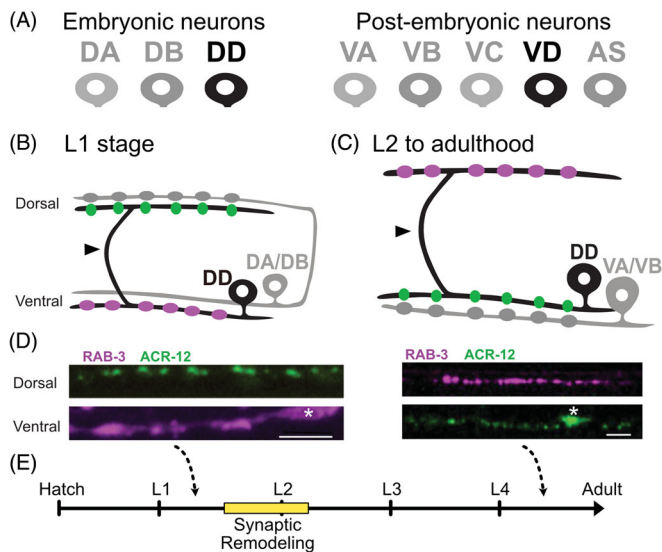 (A) Embryonic neurons Post-embryonic neurons
DA DB DD VA VB VC VD AS
(B) L1 stage (C) L2 to adulthood
Dorsal
DD DA/DB DD VA/VB
Ventral
(D) RAB-3 ACR-12 RAB-3 ACR-12
Dorsal
Ventral * *
(E)
Hatch L1 L2 L3 L4 Adult
Synaptic
Remodeling